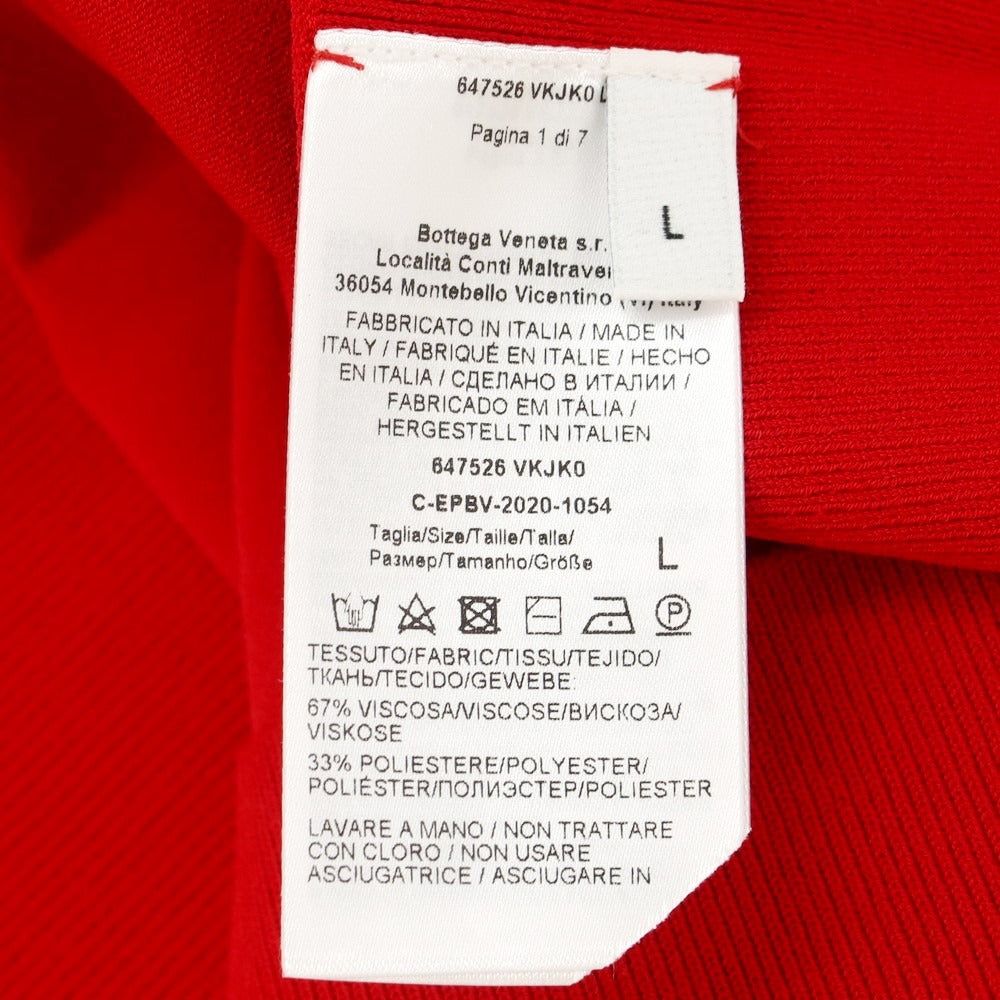 647526 VKJK0
Pagina 1 di 7
L
Bottega Veneta s.r.
Località Conti
36054 Montebello Vicentino (VI) Italy
FABBRICATO IN ITALIA / MADE IN
ITALY / FABRIQUÉ EN ITALIE / HECHO
EN ITALIA / СДЕЛАНО В ИТАЛИИ /
FABRICADO EM ITÁLIA /
HERGESTELLT IN ITALIEN
647526 VKJK0
C-EPBV-2020-1054
Taglia/Size/Taille/Talla/
Размер/Tamanho/Größe L
TESSUTO/FABRIC/TISSU/TEJIDO/
ТКАНЬ/TECIDO/GEWEBE:
67% VISCOSA/VISCOSE/ВИСКОЗА/
VISKOSE
33% POLIESTERE/POLYESTER/
POLIÉSTER/ПОЛИЭСТЕР/POLIESTER
LAVARE A MANO / NON TRATTARE
CON CLORO / NON USARE
ASCIUGATRICE / ASCIUGARE IN